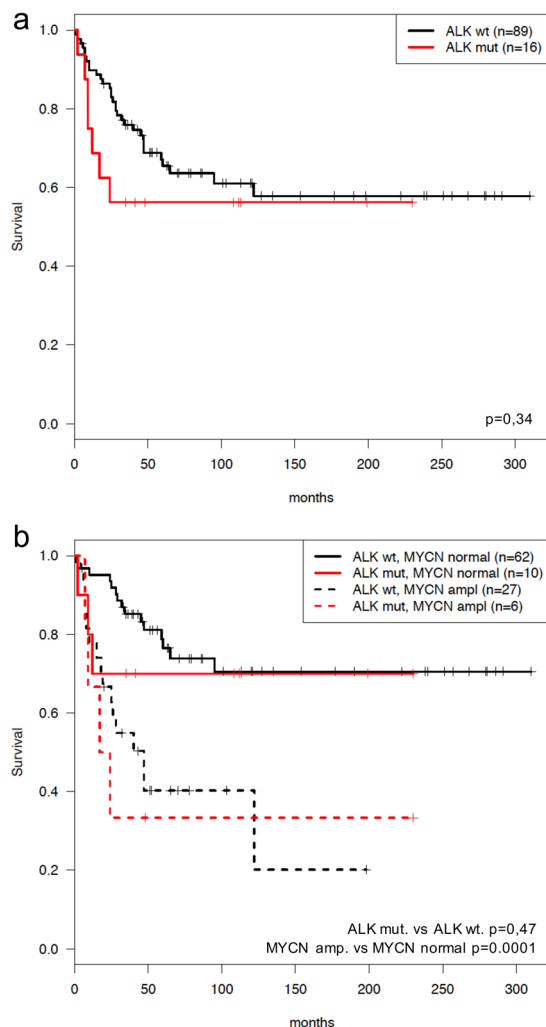 a
ALK wt (n=89)
ALK mut (n=16)
Survival
1.0
0.8
0.6
0.4
0.2
0.0
p=0,34
0 50 100 150 200 250 300
months
b
ALK wt, MYCN normal (n=62)
ALK mut, MYCN normal (n=10)
ALK wt, MYCN ampl (n=27)
ALK mut, MYCN ampl (n=6)
Survival
1.0
0.8
0.6
0.4
0.2
0.0
ALK mut. vs ALK wt. p=0,47
MYCN amp. vs MYCN normal p=0.0001
0 50 100 150 200 250 300
months